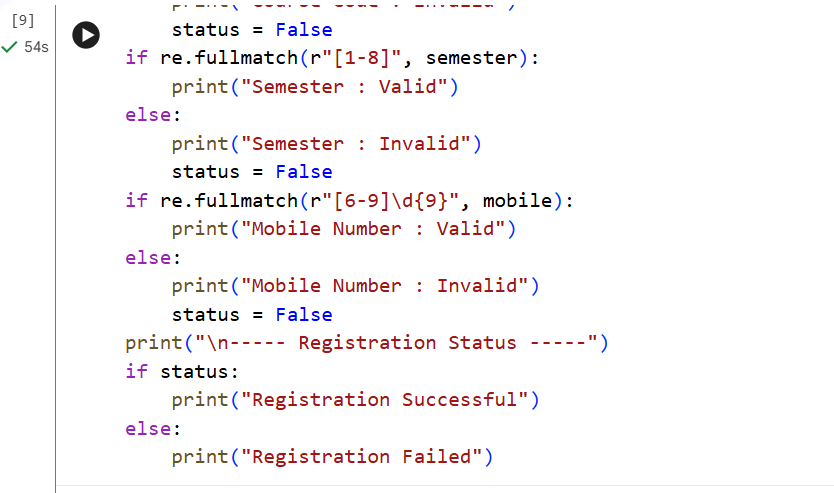 [9]
54s
status = False
if re.fullmatch(r"[1-8]", semester):
print("Semester : Valid")
else:
print("Semester : Invalid")
status = False
if re.fullmatch(r"[6-9]\d{9}", mobile):
print("Mobile Number : Valid")
else:
print("Mobile Number : Invalid")
status = False
print("\n----- Registration Status -----")
if status:
print("Registration Successful")
else:
print("Registration Failed")